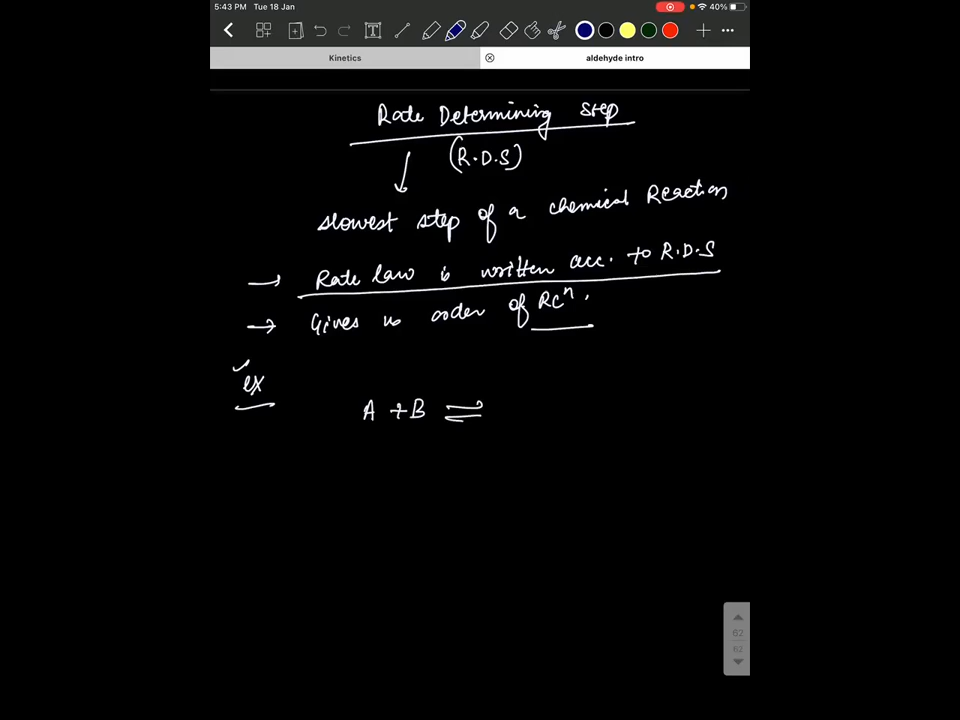 5:43 PM Tue 18 Jan 40%
Kinetics aldehyde intro
Rate Determining Step
(R.D.S)
slowest step of a chemical Reaction
→ Rate law is written acc. to R.D.S
→ Gives us order of RCⁿ.
ex
A + B ⇌
62
62